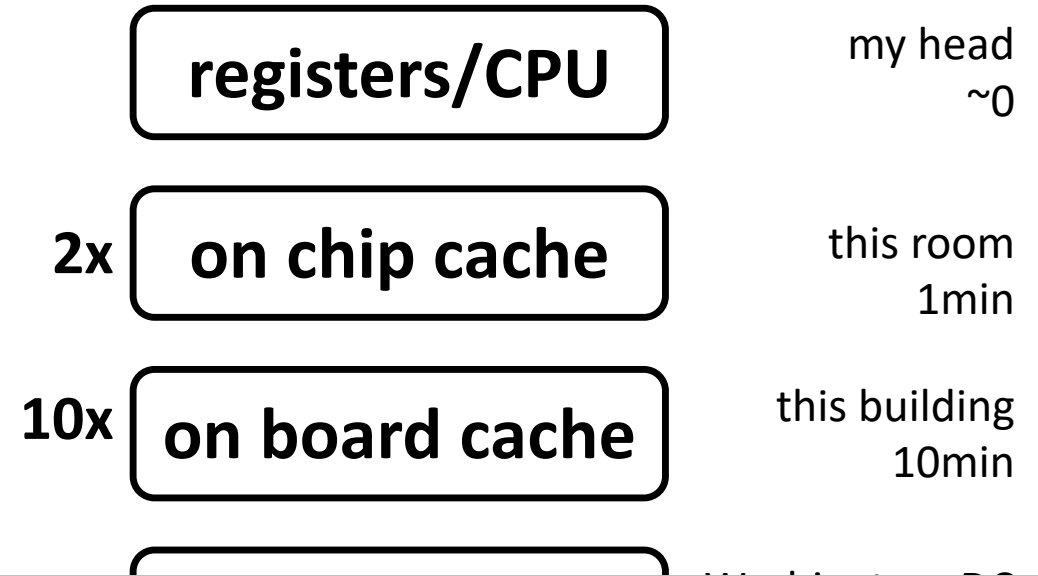 registers/CPU
my head
~0
2x
on chip cache
this room
1min
10x
on board cache
this building
10min